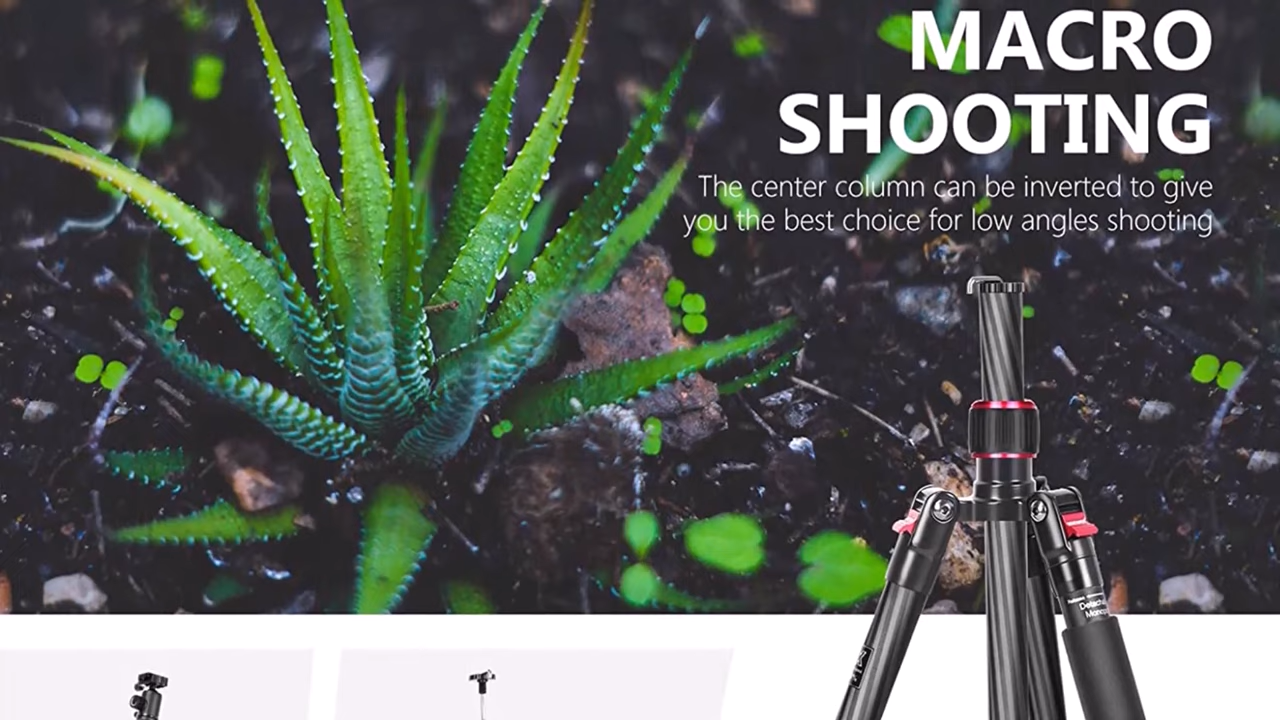 MACRO
SHOOTING
The center column can be inverted to give
you the best choice for low angles shooting